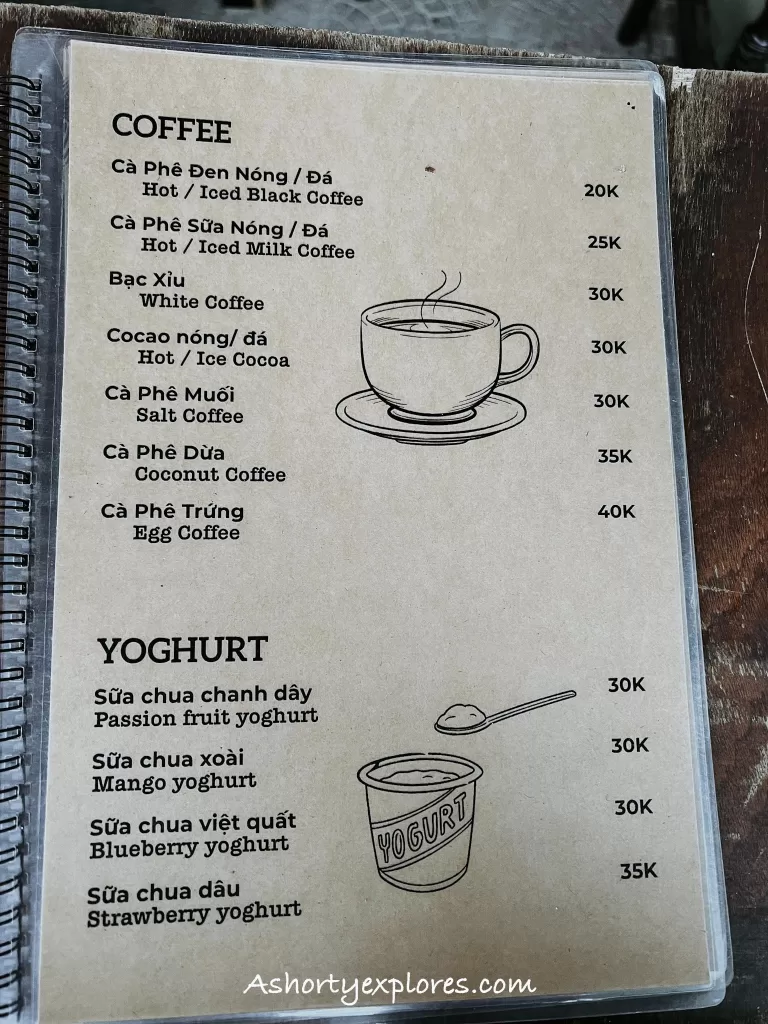 COFFEE
Cà Phê Đen Nóng / Đá
Hot / Iced Black Coffee 20K
Cà Phê Sữa Nóng / Đá
Hot / Iced Milk Coffee 25K
Bạc Xỉu
White Coffee 30K
Cocao nóng/ đá
Hot / Ice Cocoa 30K
Cà Phê Muối
Salt Coffee 30K
Cà Phê Dừa
Coconut Coffee 35K
Cà Phê Trứng
Egg Coffee 40K
YOGHURT
Sữa chua chanh dây 30K
Passion fruit yoghurt
Sữa chua xoài 30K
Mango yoghurt
Sữa chua việt quất 30K
Blueberry yoghurt
Sữa chua dâu 35K
Strawberry yoghurt
YOGURT
Ashortyexplores.com